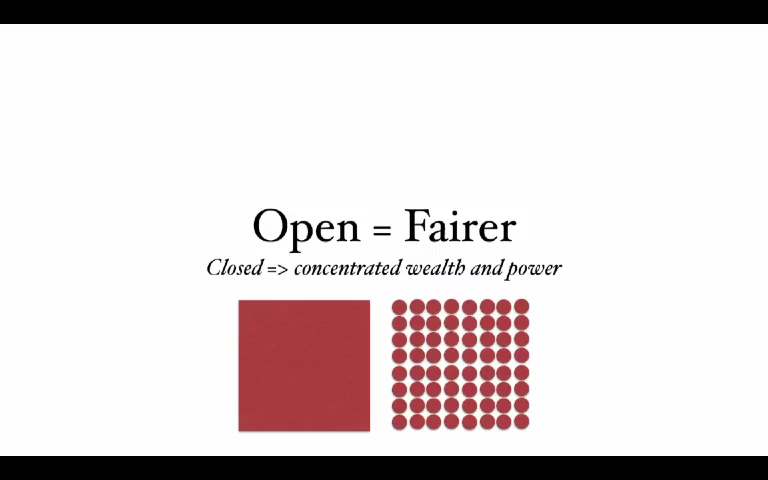 Open = Fairer
Closed => concentrated wealth and power